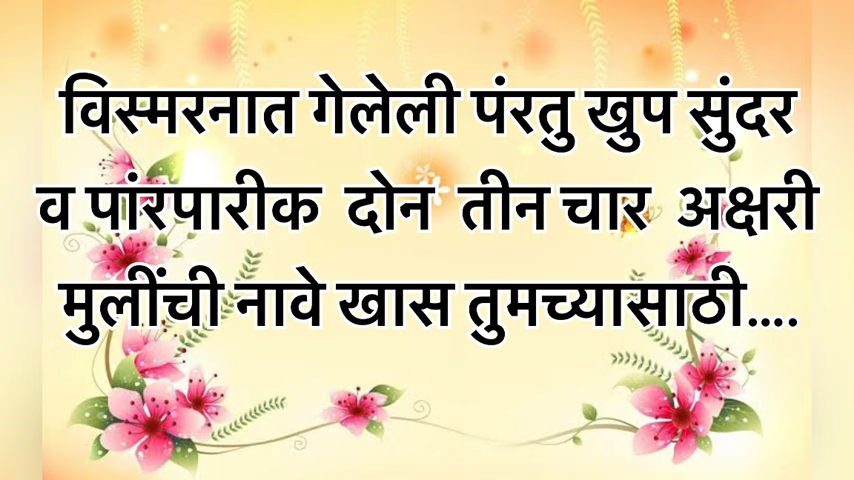 विस्मरनात गेलेली पंरतु खुप सुंदर
व पांरपारीक दोन तीन चार अक्षरी
मुलींची नावे खास तुमच्यासाठी....